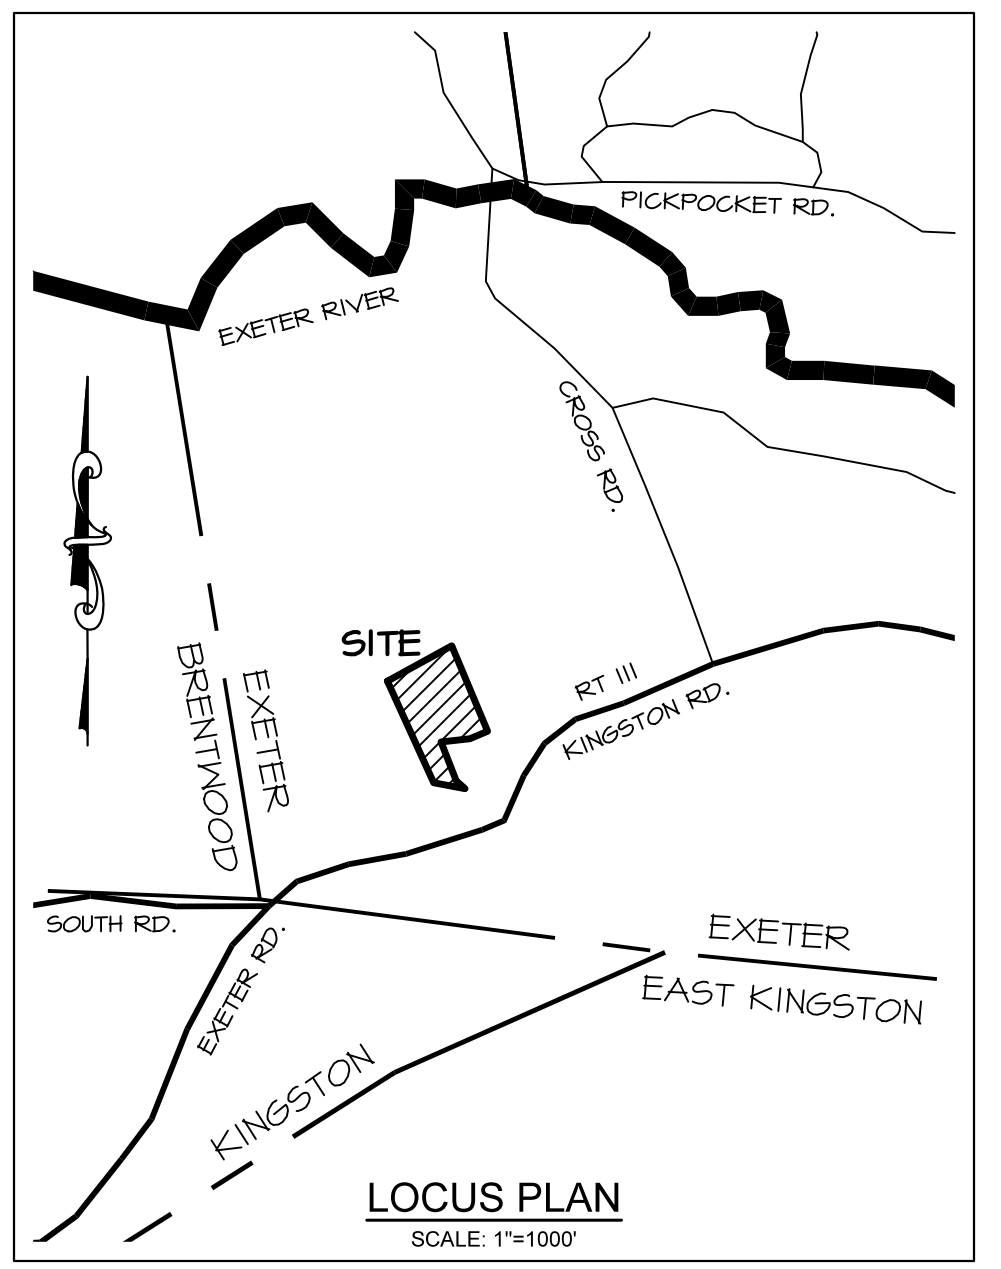 PICKPOCKET RD.
EXETER RIVER
CROSS RD.
SITE
BRENTWOOD
EXETER
RT III
KINGSTON RD.
SOUTH RD.
EXETER RD.
EXETER
EAST KINGSTON
KINGSTON
LOCUS PLAN
SCALE: 1"=1000'